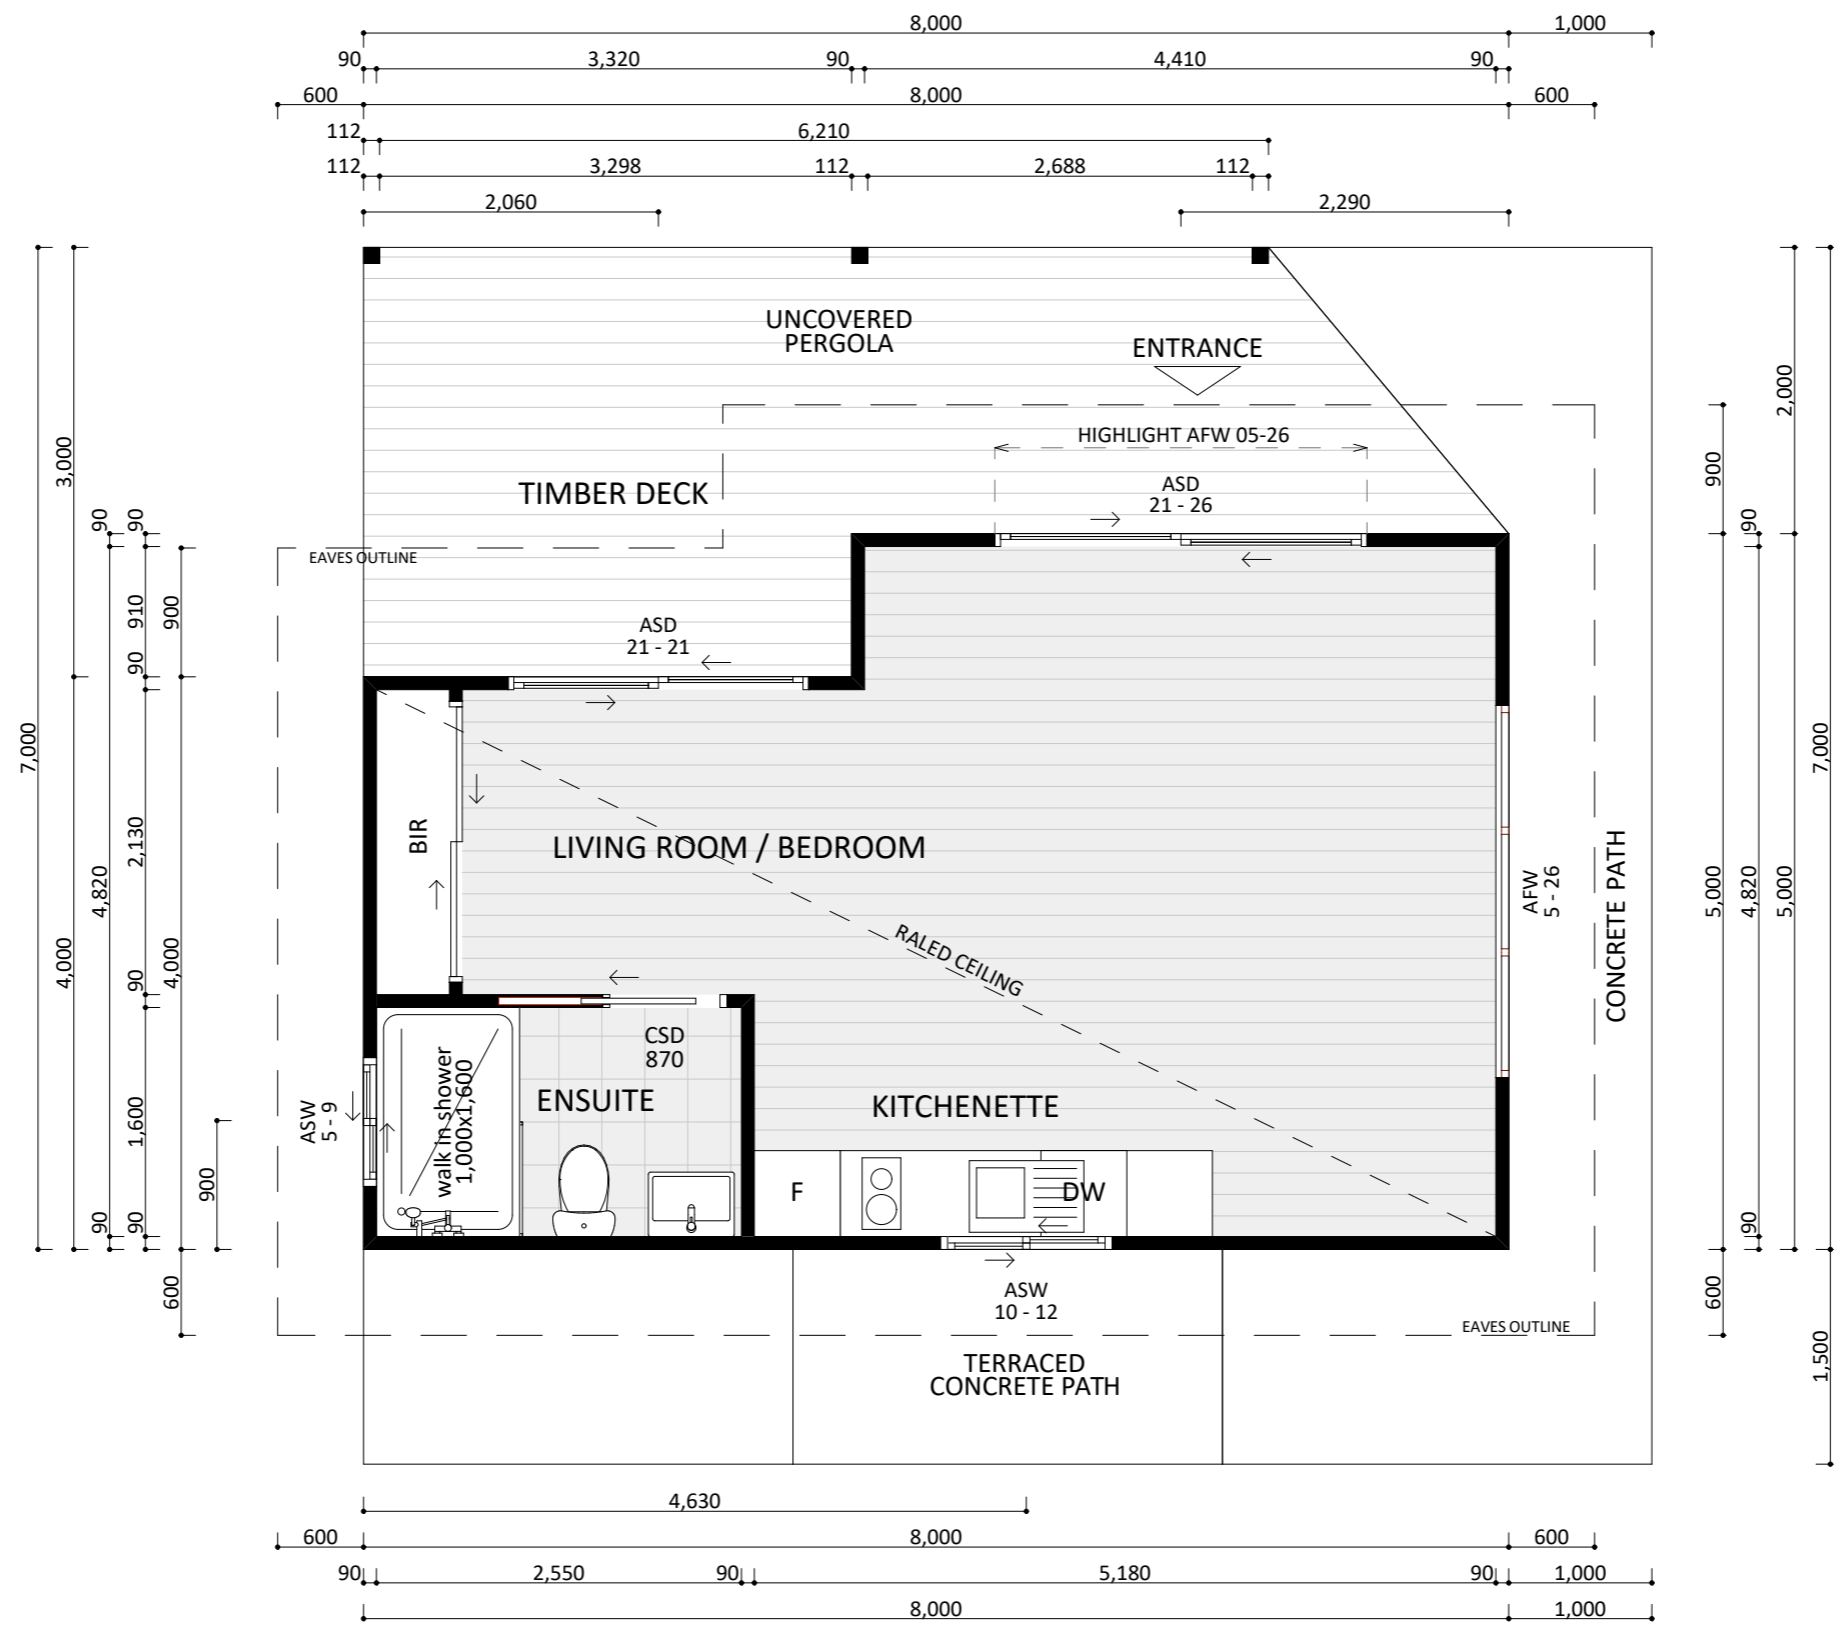 8,000
1,000
90
3,320
90
4,410
90
600
8,000
600
112
6,210
112
3,298
112
2,688
112
2,060
2,290
UNCOVERED
PERGOLA
ENTRANCE
HIGHLIGHT AFW 05-26
TIMBER DECK
ASD
21 - 26
EAVES OUTLINE
ASD
21 - 21
BIR
LIVING ROOM / BEDROOM
RALED CEILING
CSD
870
ENSUITE
walk in shower
1,000x1,600
KITCHENETTE
F
DW
ASW
5 - 9
AFW
5 - 26
CONCRETE PATH
ASW
10 - 12
EAVES OUTLINE
TERRACED
CONCRETE PATH
7,000
3,000
4,000
90
4,820
90
90
910
90
2,130
90
1,600
90
900
4,000
600
900
900
5,000
600
90
4,820
90
2,000
5,000
7,000
1,500
4,630
600
8,000
600
90
2,550
90
5,180
90
1,000
8,000
1,000